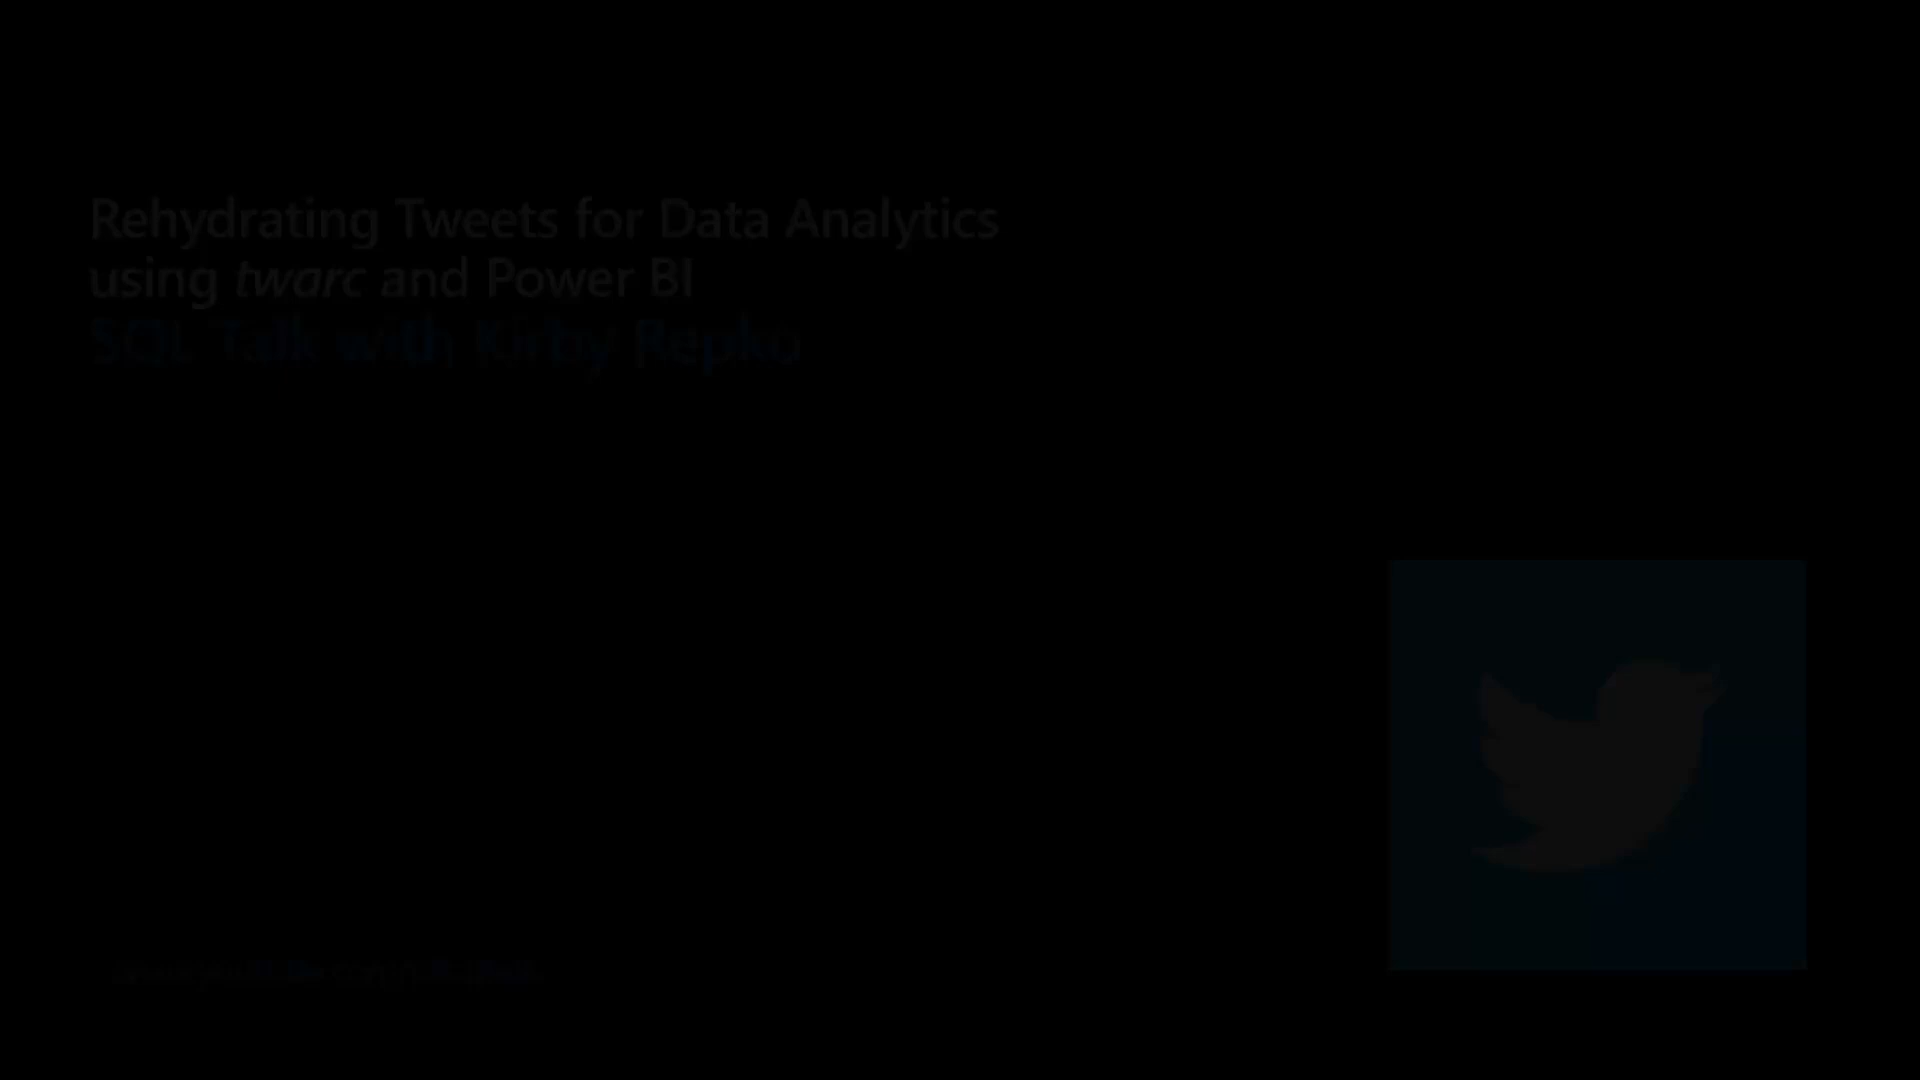 Rehydrating Tweets for Data Analytics
using twarc and Power BI
SQL Talk with Kirby Repko